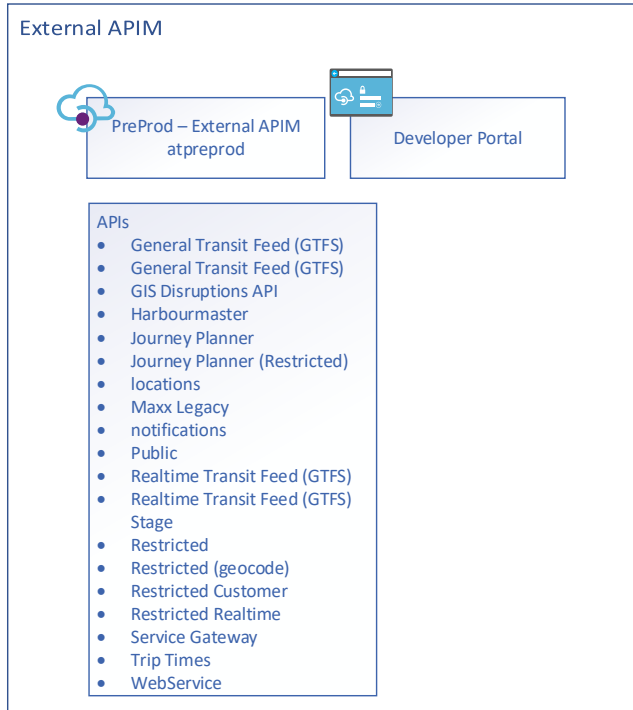 External APIM
PreProd – External APIM
atpreprod
Developer Portal
APIs
• General Transit Feed (GTFS)
• General Transit Feed (GTFS)
• GIS Disruptions API
• Harbourmaster
• Journey Planner
• Journey Planner (Restricted)
• locations
• Maxx Legacy
• notifications
• Public
• Realtime Transit Feed (GTFS)
• Realtime Transit Feed (GTFS)
Stage
• Restricted
• Restricted (geocode)
• Restricted Customer
• Restricted Realtime
• Service Gateway
• Trip Times
• WebService